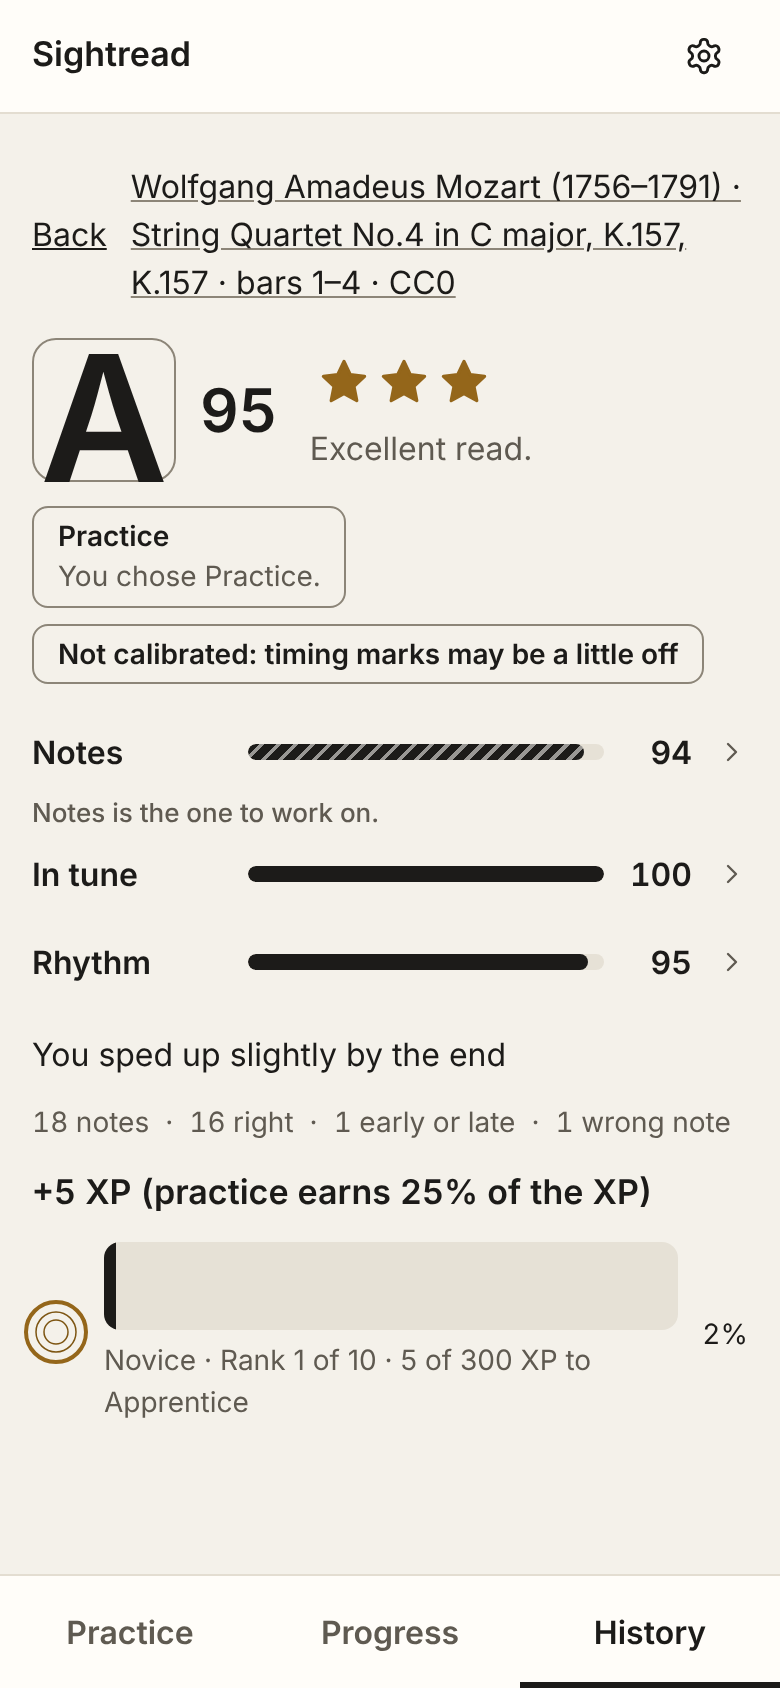 Sightread
Wolfgang Amadeus Mozart (1756–1791) ·
Back String Quartet No.4 in C major, K.157,
K.157 · bars 1–4 · CC0
A 95
Excellent read.
Practice
You chose Practice.
Not calibrated: timing marks may be a little off
Notes 94
Notes is the one to work on.
In tune 100
Rhythm 95
You sped up slightly by the end
18 notes · 16 right · 1 early or late · 1 wrong note
+5 XP (practice earns 25% of the XP)
2%
Novice · Rank 1 of 10 · 5 of 300 XP to
Apprentice
Practice Progress History